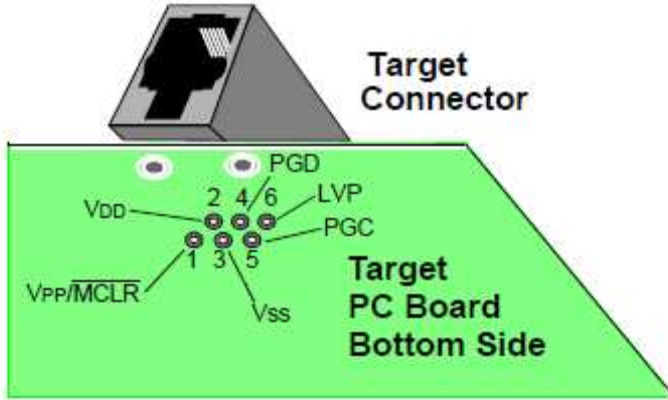 Target
Connector
PGD
2 4 6
LVP
VDD
PGC
1 3 5
VPP/MCLR
VSS
Target
PC Board
Bottom Side